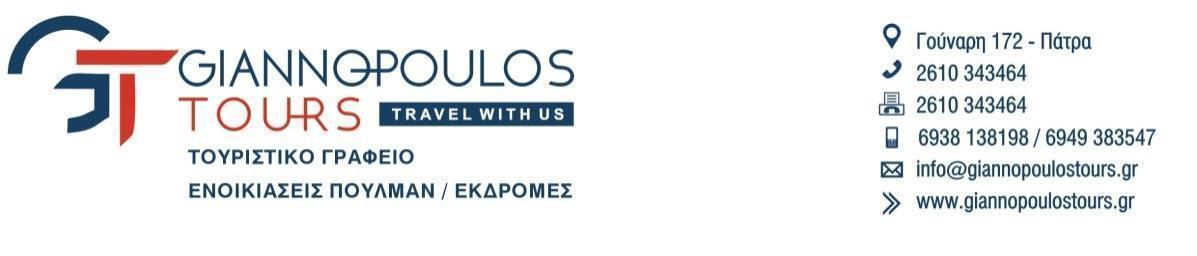 GT
GIANNOPOULOS
TOURS TRAVEL WITH US
ΤΟΥΡΙΣΤΙΚΟ ΓΡΑΦΕΙΟ
ΕΝΟΙΚΙΑΣΕΙΣ ΠΟΥΛΜΑΝ / ΕΚΔΡΟΜΕΣ
Γούναρη 172 - Πάτρα
2610 343464
2610 343464
6938 138198 / 6949 383547
info@giannopoulostours.gr
www.giannopoulostours.gr